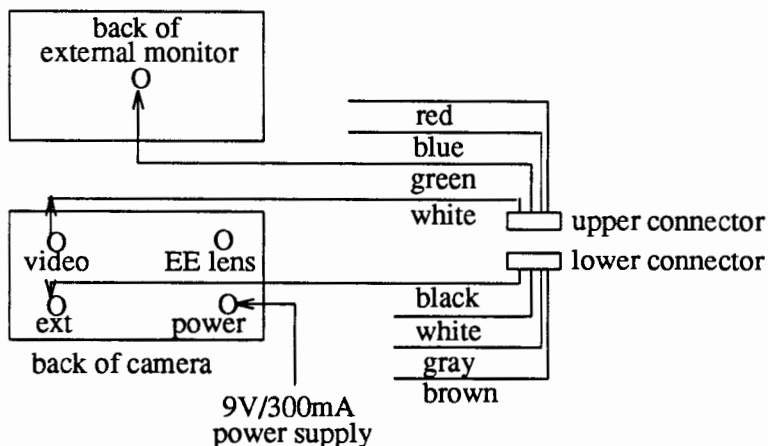 back of
external monitor
red
blue
green
white
upper connector
video
EE lens
lower connector
ext
power
black
white
gray
brown
back of camera
9V/300mA
power supply